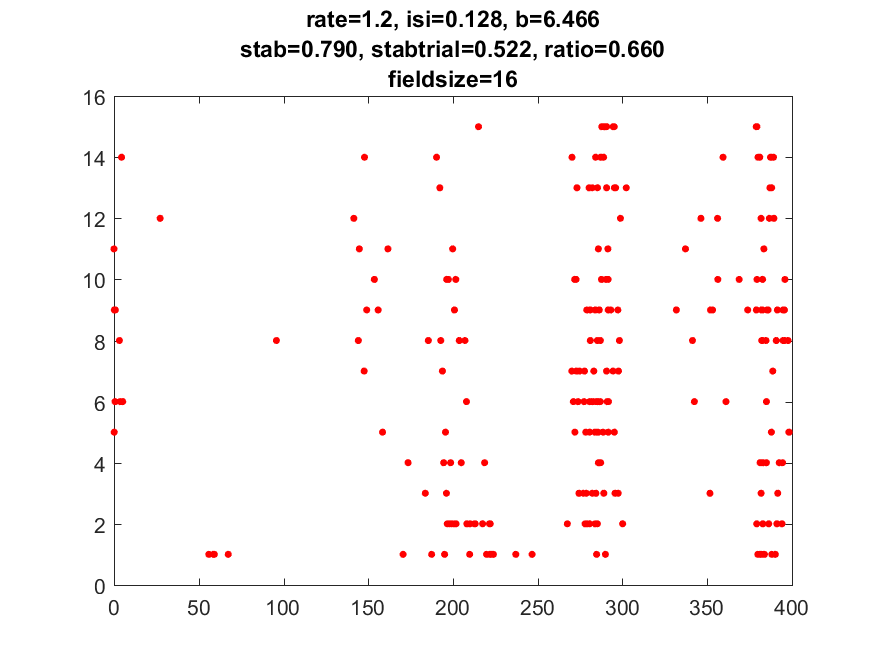 rate=1.2, isi=0.128, b=6.466
stab=0.790, stabtrial=0.522, ratio=0.660
fieldsize=16
16
14
12
10
8
6
4
2
0
0 50 100 150 200 250 300 350 400